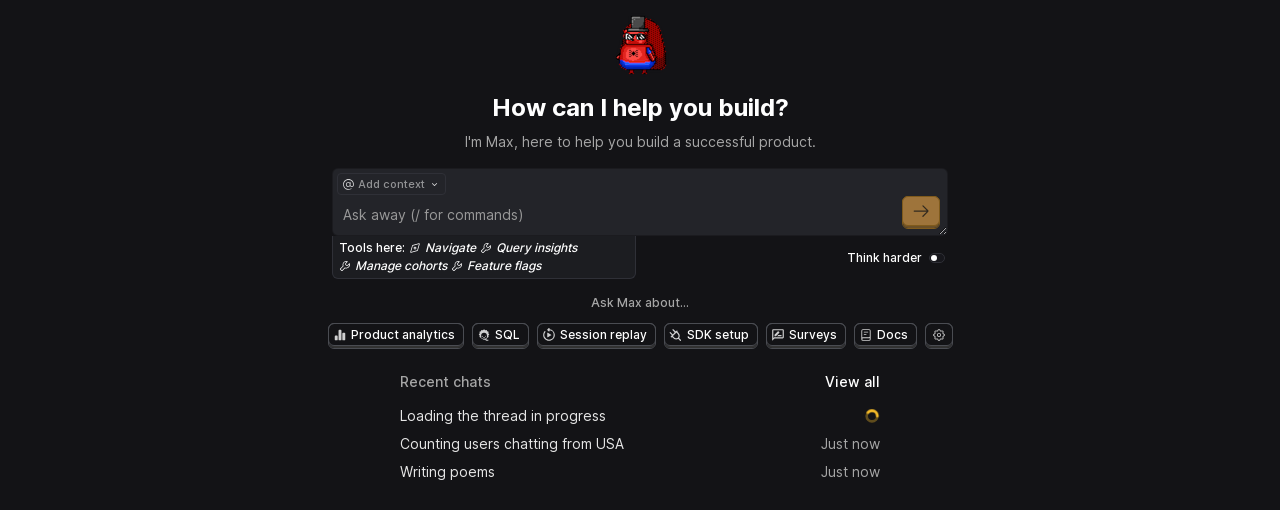 How can I help you build?
I'm Max, here to help you build a successful product.
@ Add context
Ask away (/ for commands)
Tools here: Navigate Query insights
Manage cohorts Feature flags
Think harder
Ask Max about...
Product analytics SQL Session replay SDK setup Surveys Docs
Recent chats View all
Loading the thread in progress
Counting users chatting from USA Just now
Writing poems Just now